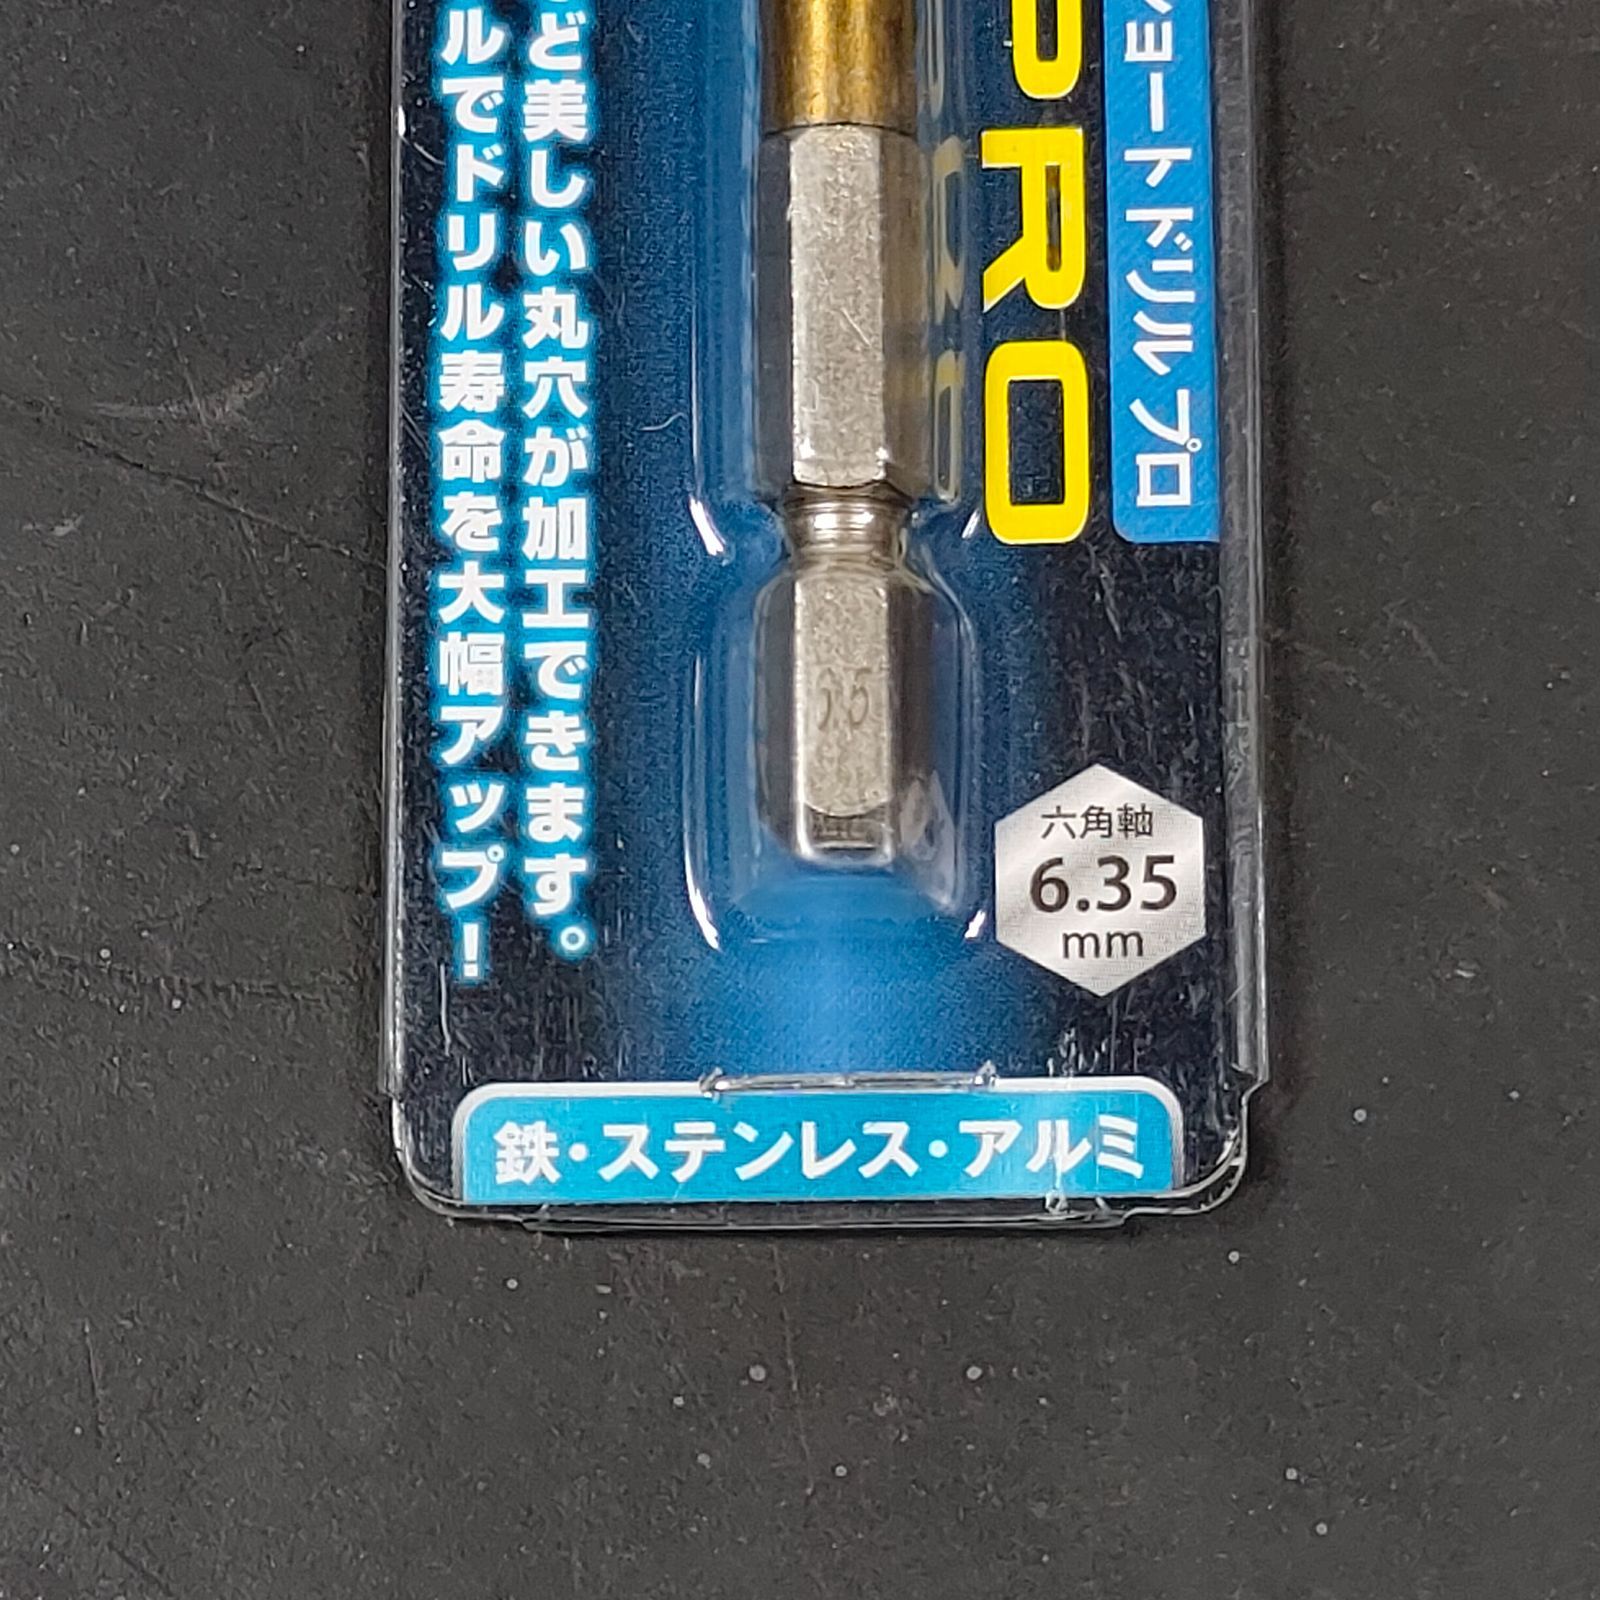 ョートドリル プロ
PRO
ど美しい丸穴が加工できます。
ルでドリル寿命を大幅アップ!
六角軸
6.35
mm
鉄・ステンレス・アルミ